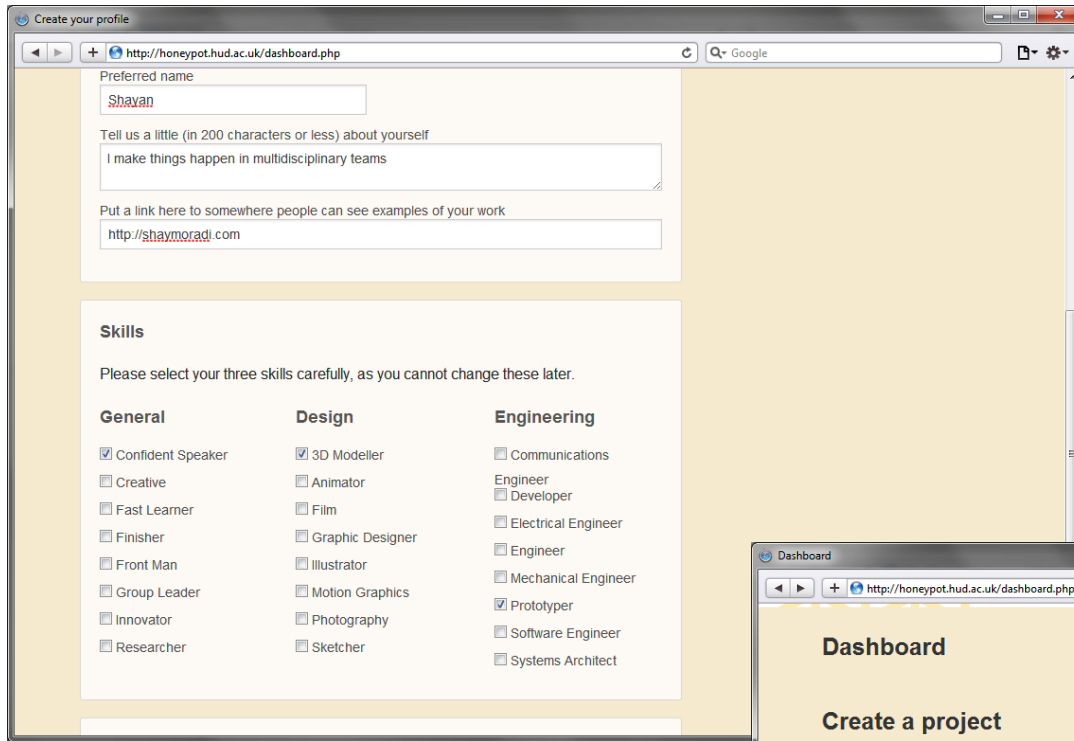 Create your profile
http://honeypot.hud.ac.uk/dashboard.php
Google
Preferred name
Shayan
Tell us a little (in 200 characters or less) about yourself
I make things happen in multidisciplinary teams
Put a link here to somewhere people can see examples of your work
http://shaymoradi.com
Skills
Please select your three skills carefully, as you cannot change these later.
General
Confident Speaker
Creative
Fast Learner
Finisher
Front Man
Group Leader
Innovator
Researcher
Design
3D Modeller
Animator
Film
Graphic Designer
Illustrator
Motion Graphics
Photography
Sketcher
Engineering
Communications
Engineer
Developer
Electrical Engineer
Engineer
Mechanical Engineer
Prototyper
Software Engineer
Systems Architect
Dashboard
http://honeypot.hud.ac.uk/dashboard.php
Dashboard
Create a project